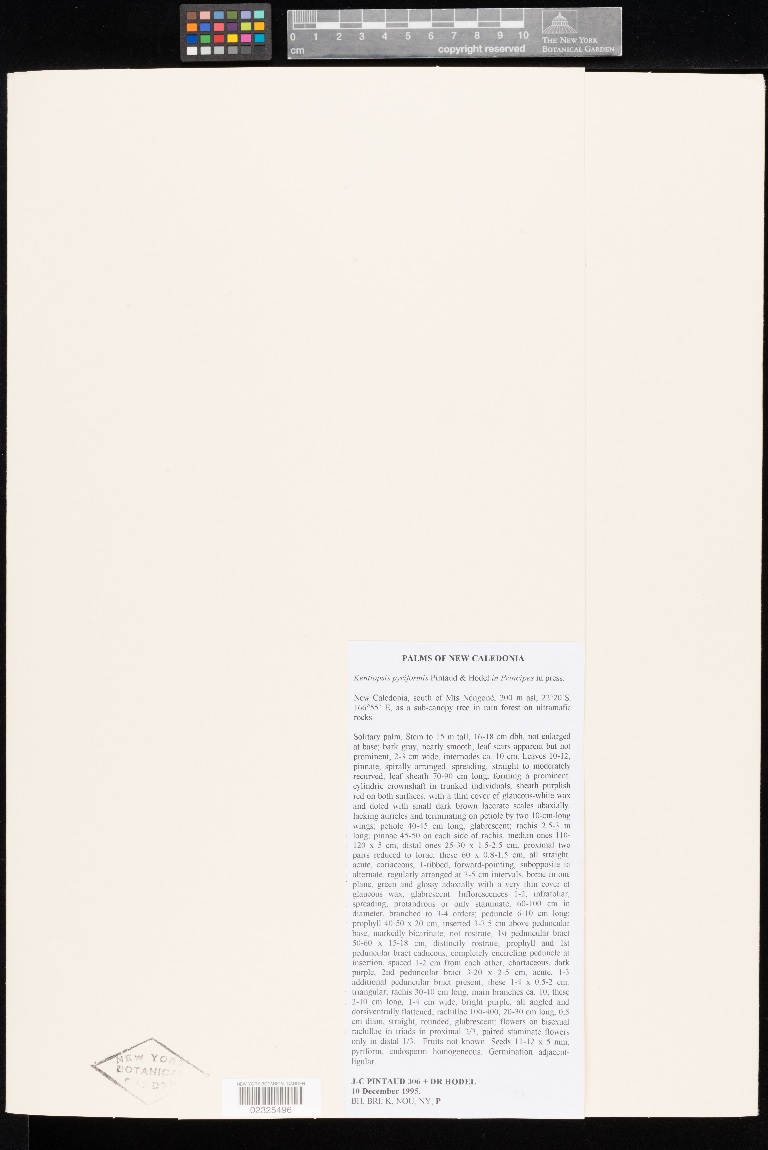 0 1 2 3 4 5 6 7 8 9 10
cm
copyright reserved
THE NEW YORK
BOTANICAL GARDEN
PALMS OF NEW CALEDONIA
Kentiopsis pyriformis Pintaud & Hodel in Principes in press.
New Caledonia, south of Mts Nengoné, 200 m asl, 22°20' S,
166°55' E, as a sub-canopy tree in rain forest on ultramafic
rocks.
Solitary palm. Stem to 15 m tall, 16-18 cm dbh, not enlarged
at base; bark gray, nearly smooth, leaf scars apparent but not
prominent, 2-3 cm wide, internodes ca. 10 cm. Leaves 10-12,
pinnate, spirally arranged, spreading, straight to moderately
recurved; leaf sheath 70-90 cm long, forming a prominent,
cylindric crownshaft in trunked individuals, sheath purplish
red on both surfaces, with a thin cover of glaucous-white wax
and doted with small dark brown lacerate scales abaxially,
lacking auricles and terminating on petiole by two 10-cm-long
wings; petiole 40-45 cm long, glabrescent; rachis 2.5-3 m
long; pinnae 45-50 on each side of rachis, median ones 110-
120 x 5 cm, distal ones 25-30 x 1.5-2.5 cm, proximal two
pairs reduced to lorae, these 60 x 0.8-1.5 cm, all straight,
acute, coriaceous, 1-ribbed, forward-pointing, subopposite to
alternate, regularly arranged at 3-5 cm intervals, borne in one
plane, green and glossy adaxially with a very thin cover of
glaucous wax, glabrescent. Inflorescences 1-2, infrafoliar,
spreading, protandrous or only staminate, 60-100 cm in
diameter, branched to 3-4 orders; peduncle 6-10 cm long;
prophyll 40-50 x 20 cm, inserted 3-3.5 cm above peduncular
base, markedly bicarinate, not rostrate, 1st peduncular bract
50-60 x 15-18 cm, distinctly rostrate, prophyll and 1st
peduncular bract caducous, completely encircling peduncle at
insertion, spaced 1-2 cm from each other, chartaceous, dark
purple, 2nd peduncular bract 3-20 x 2-5 cm, acute, 1-3
additional peduncular bract present, these 1-4 x 0.5-2 cm,
triangular; rachis 30-40 cm long, main branches ca. 10, these
2-10 cm long, 1-4 cm wide, bright purple, all angled and
dorsiventrally flattened; rachillae 100-400, 20-30 cm long, 0.5
cm diam, straight, rounded, glabrescent; flowers on bisexual
rachillae in triads in proximal 2/3, paired staminate flowers
only in distal 1/3. Fruits not known. Seeds 11-12 x 5 mm,
pyriform, endosperm homogeneous. Germination adjacent-
ligular.
J-C PINTAUD 306 + DR HODEL
10 December 1995.
BH, BRI, K, NOU, NY, P
NEW YORK
BOTANICAL
NEW YORK BOTANICAL GARDEN
02325496